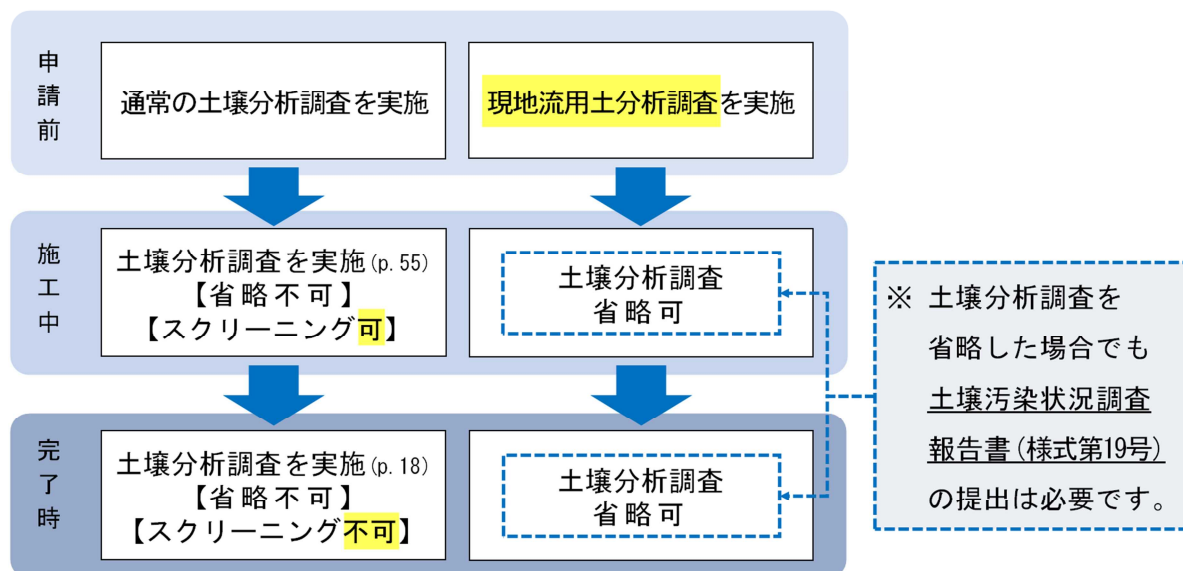 申請前
通常の土壌分析調査を実施
現地流用土分析調査を実施
施工中
土壌分析調査を実施(p.55)
【省略不可】
【スクリーニング可】
土壌分析調査
省略可
※ 土壌分析調査を
省略した場合でも
土壌汚染状況調査
報告書(様式第19号)
の提出は必要です。
完了時
土壌分析調査を実施(p.18)
【省略不可】
【スクリーニング不可】
土壌分析調査
省略可